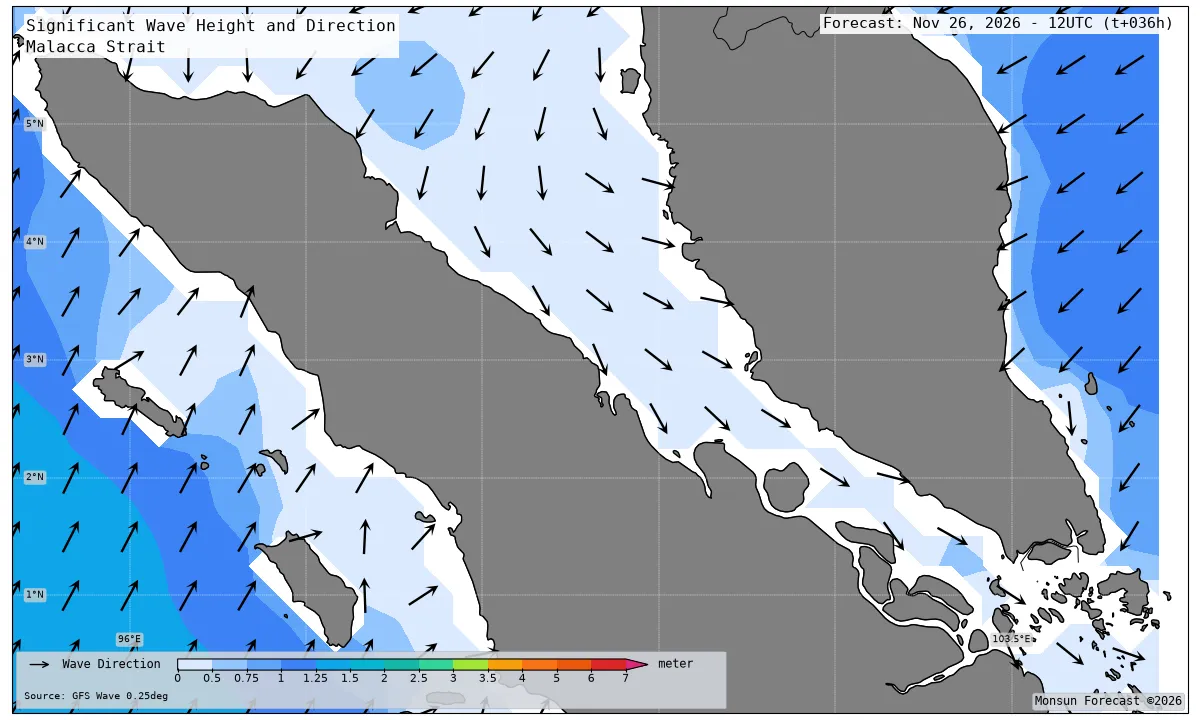 Significant Wave Height and Direction
Malacca Strait
Forecast: Nov 26, 2026 - 12UTC (t+036h)
5°N
4°N
3°N
2°N
1°N
96°E
103.5°E
Wave Direction
meter
0 0.5 0.75 1 1.25 1.5 2 2.5 3 3.5 4 5 6 7
Source: GFS Wave 0.25deg
Monsun Forecast ©2026